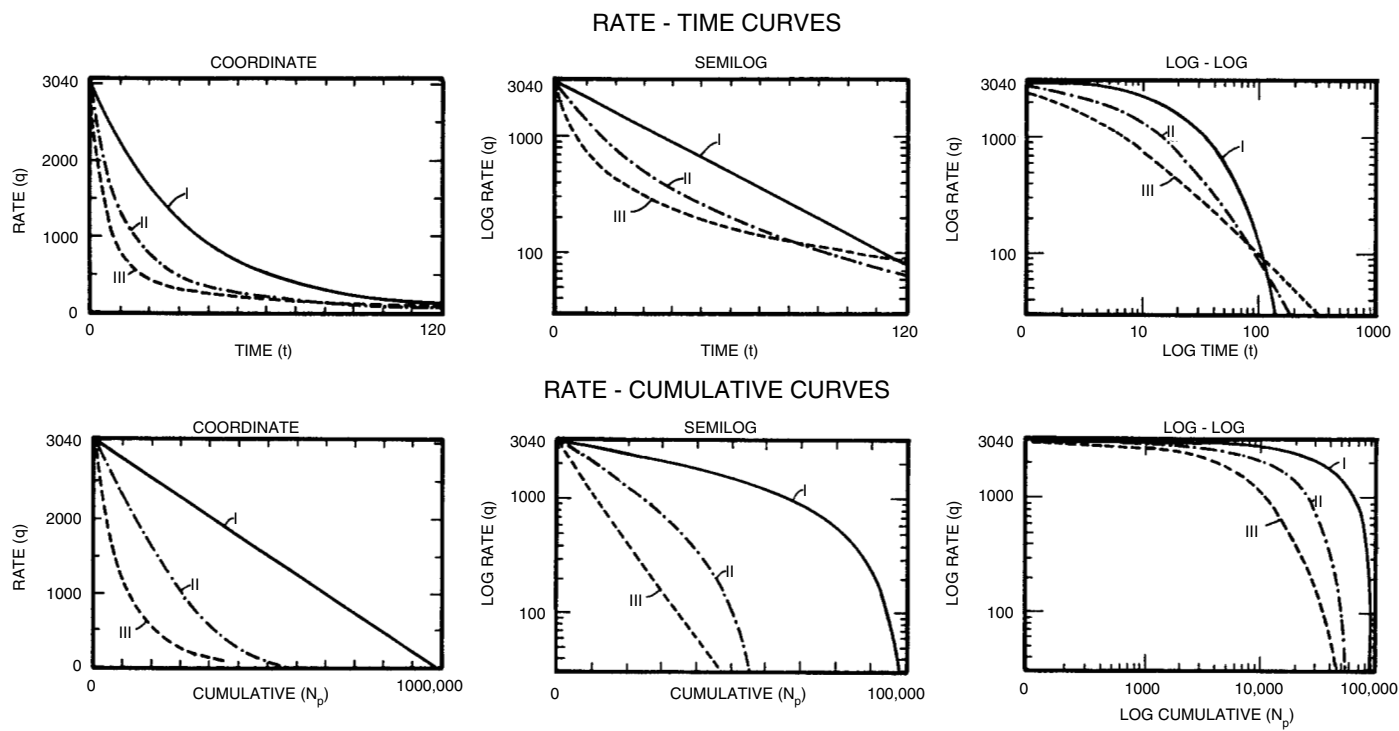 RATE - TIME CURVES
COORDINATE
3040
2000
1000
0
RATE (q)
I
II
III
0
120
TIME (t)
SEMILOG
3040
1000
100
LOG RATE (q)
I
II
III
0
120
TIME (t)
LOG - LOG
3040
1000
100
LOG RATE (q)
I
II
III
0
10
100
1000
LOG TIME (t)
RATE - CUMULATIVE CURVES
COORDINATE
3040
2000
1000
0
RATE (q)
I
II
III
0
1000,000
CUMULATIVE (Np)
SEMILOG
3040
1000
100
LOG RATE (q)
I
II
III
0
100,000
CUMULATIVE (Np)
LOG - LOG
3040
1000
100
LOG RATE (q)
I
II
III
0
1000
10,000
100,000
LOG CUMULATIVE (Np)